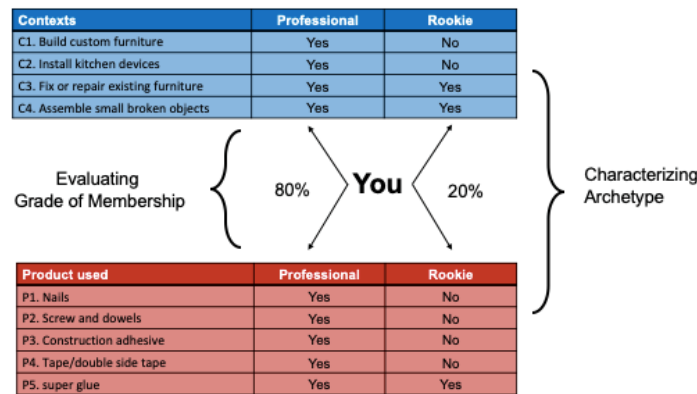 Contexts Professional Rookie
C1. Build custom furniture Yes No
C2. Install kitchen devices Yes No
C3. Fix or repair existing furniture Yes Yes
C4. Assemble small broken objects Yes Yes
Evaluating
Grade of Membership
80%
You
20%
Characterizing
Archetype
Product used Professional Rookie
P1. Nails Yes No
P2. Screw and dowels Yes No
P3. Construction adhesive Yes No
P4. Tape/double side tape Yes No
P5. super glue Yes Yes